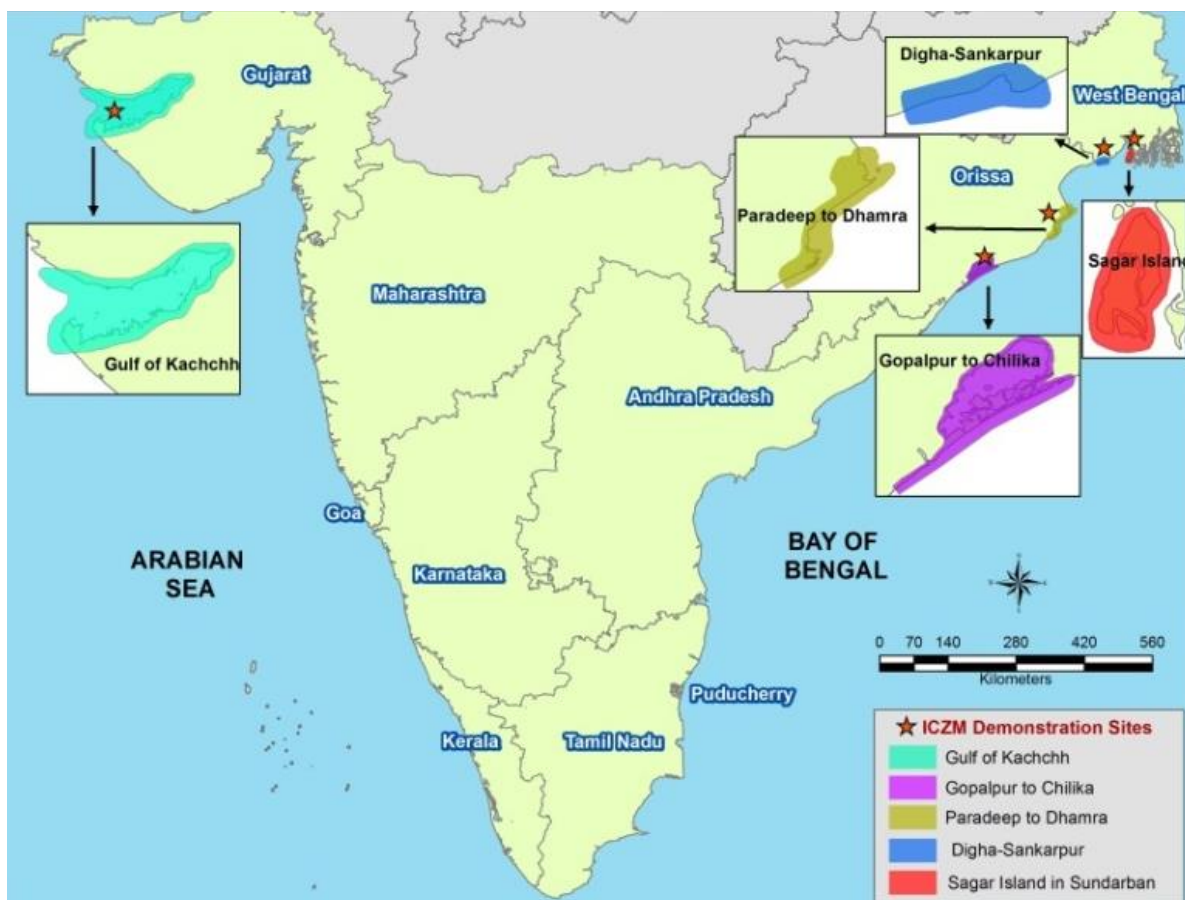 Gujarat
Digha-Sankarpur
West Bengal
Orissa
Paradeep to Dhamra
Sagar Island
Gulf of Kachchh
Maharashtra
Gopalpur to Chilika
Andhra Pradesh
Goa
ARABIAN
SEA
Karnataka
BAY OF
BENGAL
0 70 140 280 420 560
Kilometers
Puducherry
Kerala
Tamil Nadu
ICZM Demonstration Sites
Gulf of Kachchh
Gopalpur to Chilika
Paradeep to Dhamra
Digha-Sankarpur
Sagar Island in Sundarban